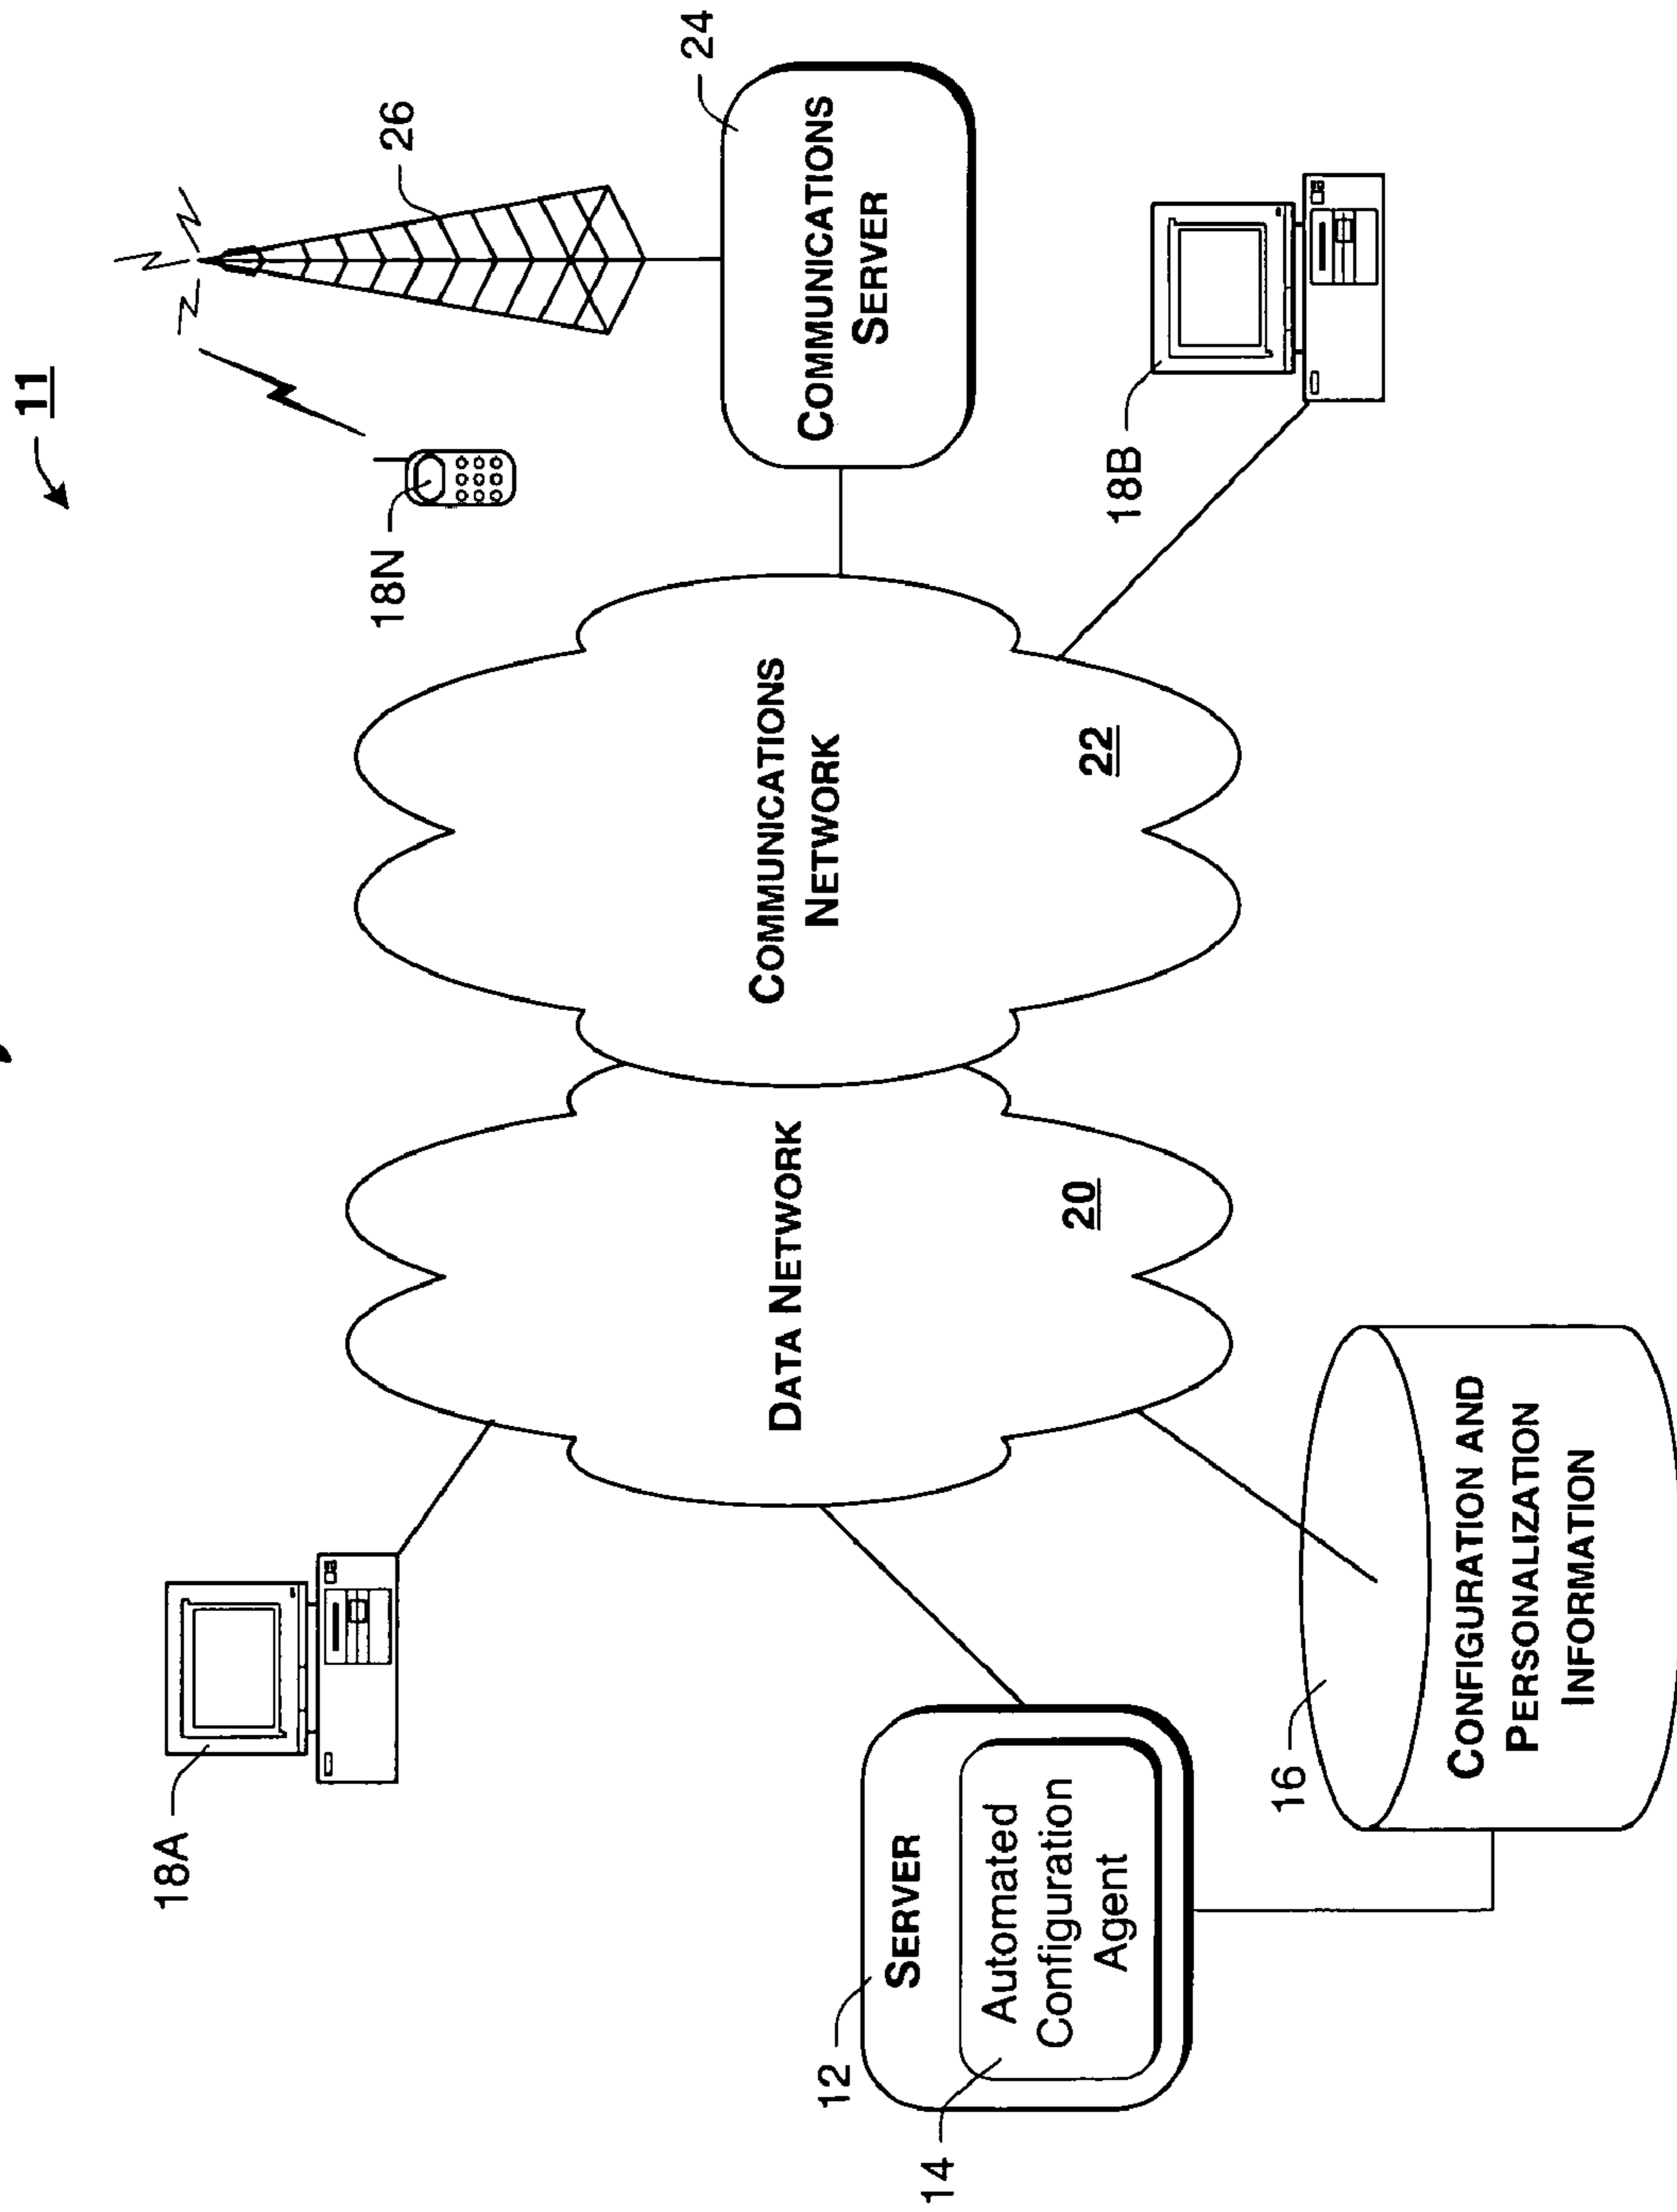 11
18A
18N
26
24
COMMUNICATIONS
SERVER
COMMUNICATIONS
NETWORK
22
DATA NETWORK
20
12
SERVER
14
Automated
Configuration
Agent
16
CONFIGURATION AND
PERSONALIZATION
INFORMATION
18B